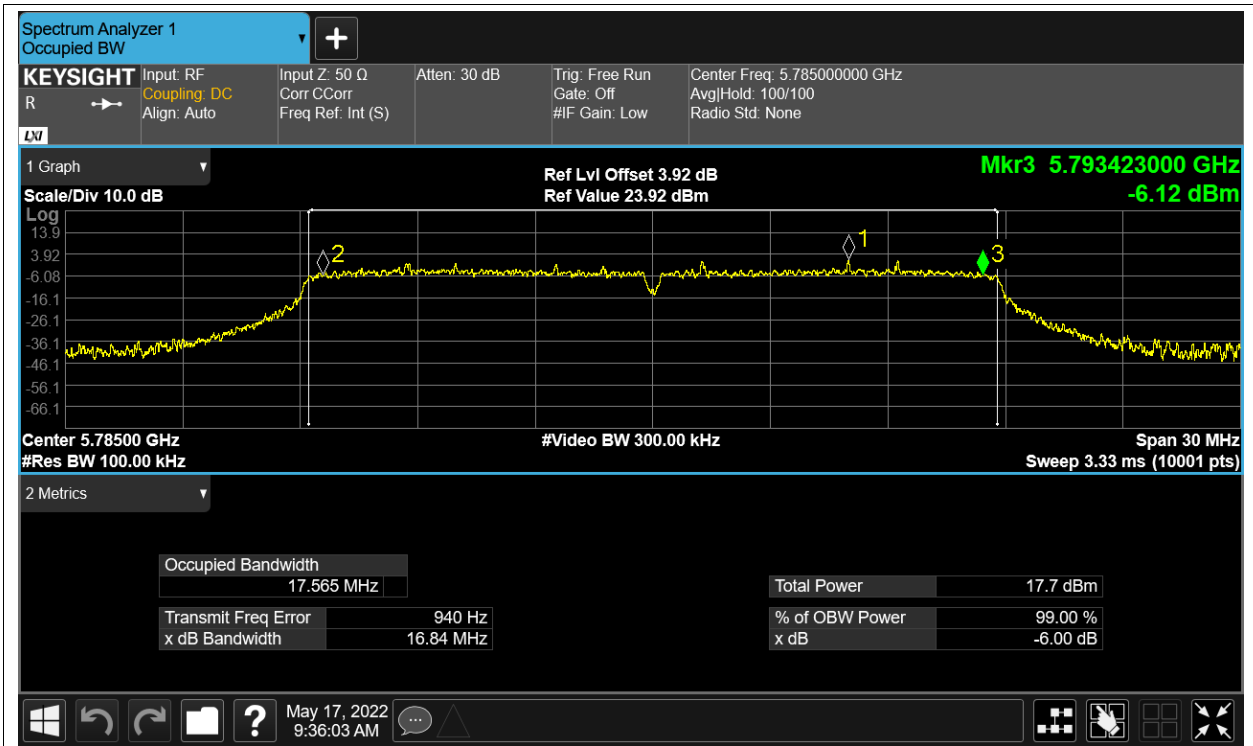 Spectrum Analyzer 1
Occupied BW
KEYSIGHT
R
LXI
Input: RF
Coupling: DC
Align: Auto
Input Z: 50 Ω
Corr CCorr
Freq Ref: Int (S)
Atten: 30 dB
Trig: Free Run
Gate: Off
#IF Gain: Low
Center Freq: 5.785000000 GHz
Avg|Hold: 100/100
Radio Std: None
1 Graph
Scale/Div 10.0 dB
Ref Lvl Offset 3.92 dB
Ref Value 23.92 dBm
Mkr3 5.793423000 GHz
-6.12 dBm
Log
13.9
3.92
-6.08
-16.1
-26.1
-36.1
-46.1
-56.1
-66.1
2
1
3
Center 5.78500 GHz
#Res BW 100.00 kHz
#Video BW 300.00 kHz
Span 30 MHz
Sweep 3.33 ms (10001 pts)
2 Metrics
Occupied Bandwidth
17.565 MHz
Transmit Freq Error 940 Hz
x dB Bandwidth 16.84 MHz
Total Power 17.7 dBm
% of OBW Power 99.00 %
x dB -6.00 dB
?
May 17, 2022
9:36:03 AM